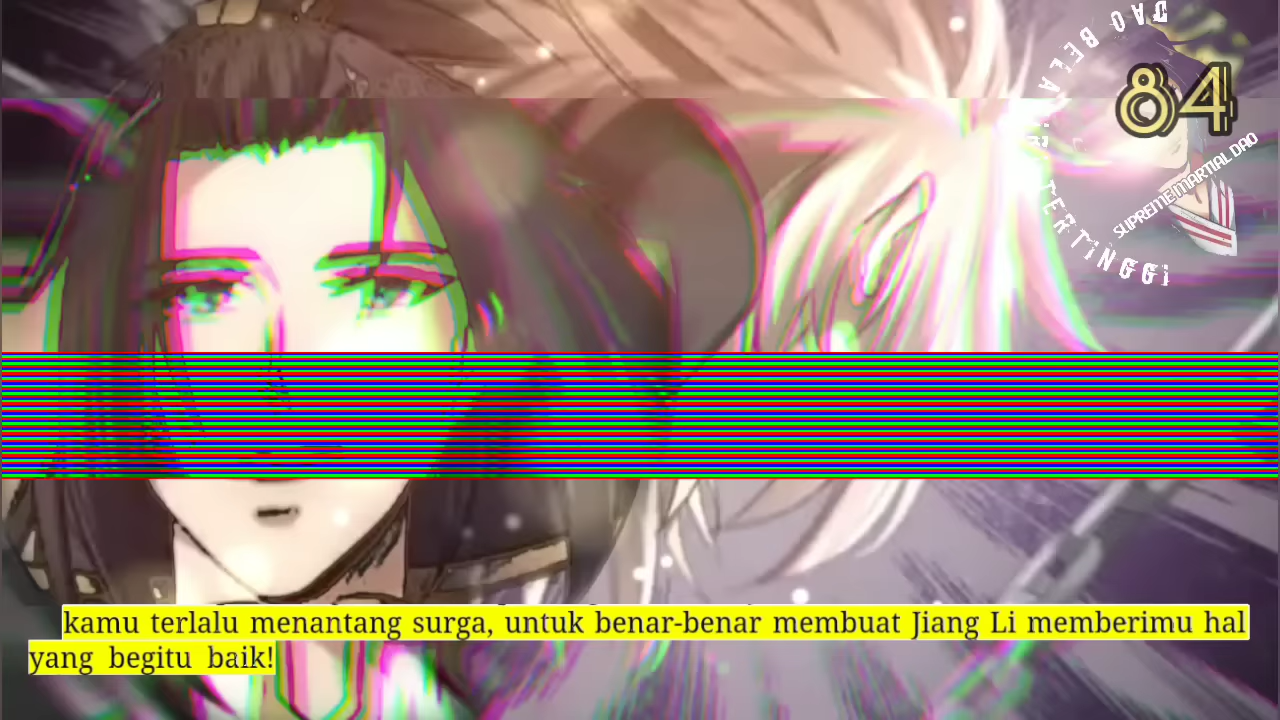 DAO BELADIRI TERTINGGI
84
SUPREME MARTIAL DAO
kamu terlalu menantang surga, untuk benar-benar membuat Jiang Li memberimu hal
yang begitu baik!